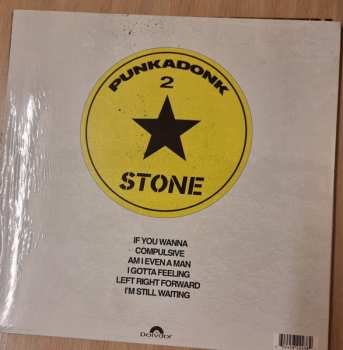 PUNKADONK
2
STONE
IF YOU WANNA
COMPULSIVE
AM I EVEN A MAN
I GOTTA FEELING
LEFT RIGHT FORWARD
I'M STILL WAITING
polydor